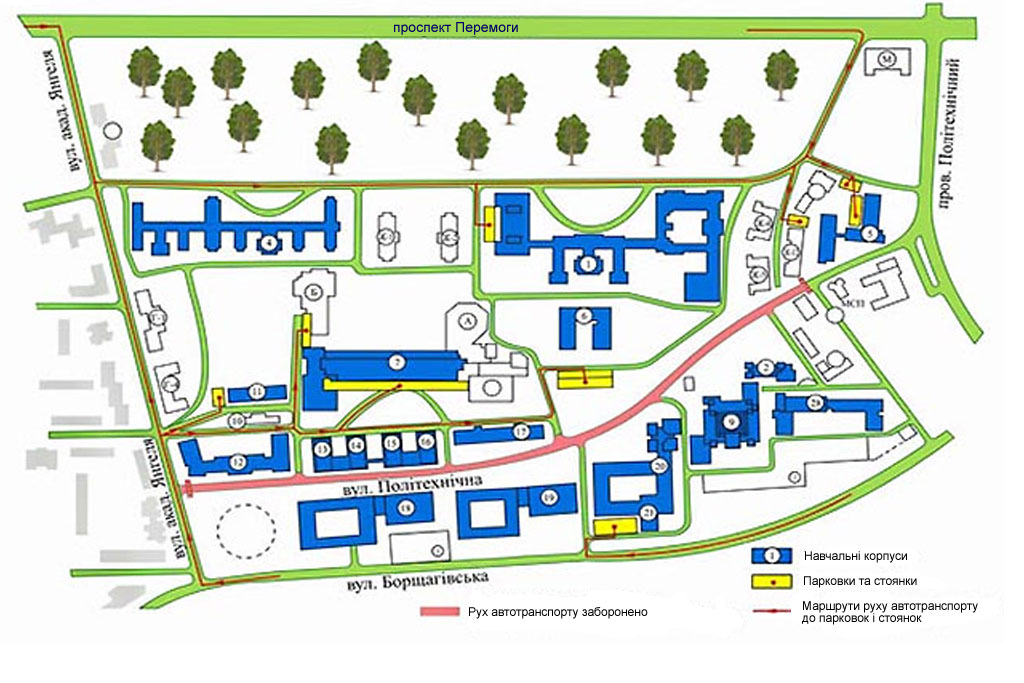 проспект Перемоги
вул. акад. Янгеля
пров. Політехнічний
М
4
1
5
МСП
Б
А
6
7
11
10
2
9
28
12
13
14
15
16
17
20
21
18
19
вул. акад. Янгеля
вул. Політехнічна
вул. Борщагівська
1 Навчальні корпуси
Парковки та стоянки
Маршрути руху автотранспорту
до парковок і стоянок
Рух автотранспорту заборонено